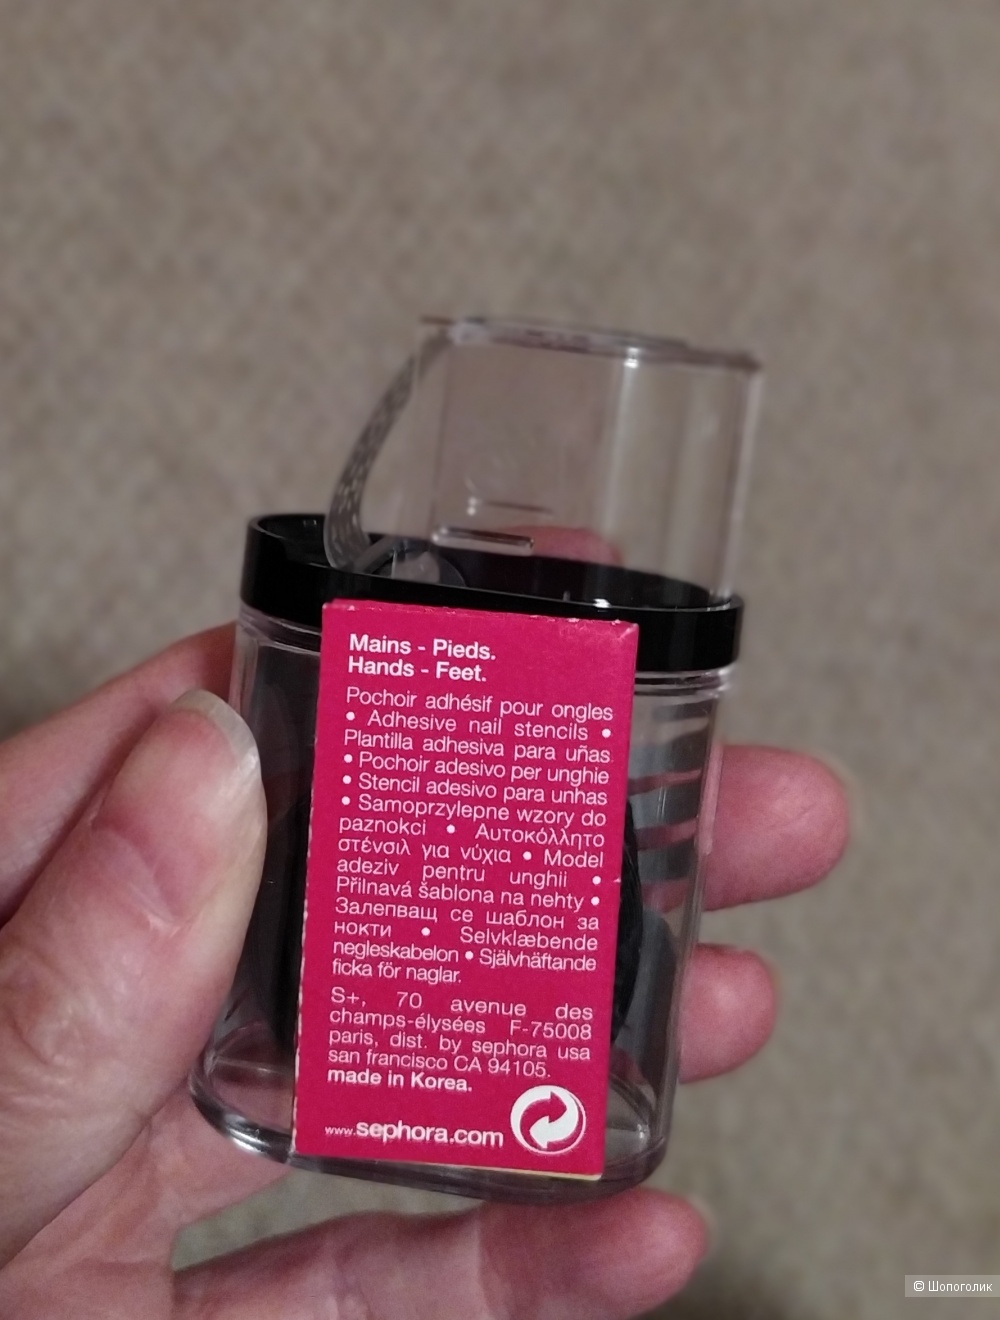 Mains - Pieds.
Hands - Feet.
Pochoir adhésif pour ongles
• Adhesive nail stencils •
Plantilla adhesiva para uñas
• Pochoir adesivo per unghie
• Stencil adesivo para unhas
• Samoprzylepne wzory do
paznokci • Αυτοκόλλητο
στένσιλ για νύχια • Model
adeziv pentru unghii •
Přilnavá šablona na nehty •
Залепващ се шаблон за
нокти • Selvklæbende
negleskabelon • Självhäftande
ficka för naglar.
S+, 70 avenue des
champs-élysées F-75008
paris, dist. by sephora usa
san francisco CA 94105.
made in Korea.
www.sephora.com
© Шопоголик